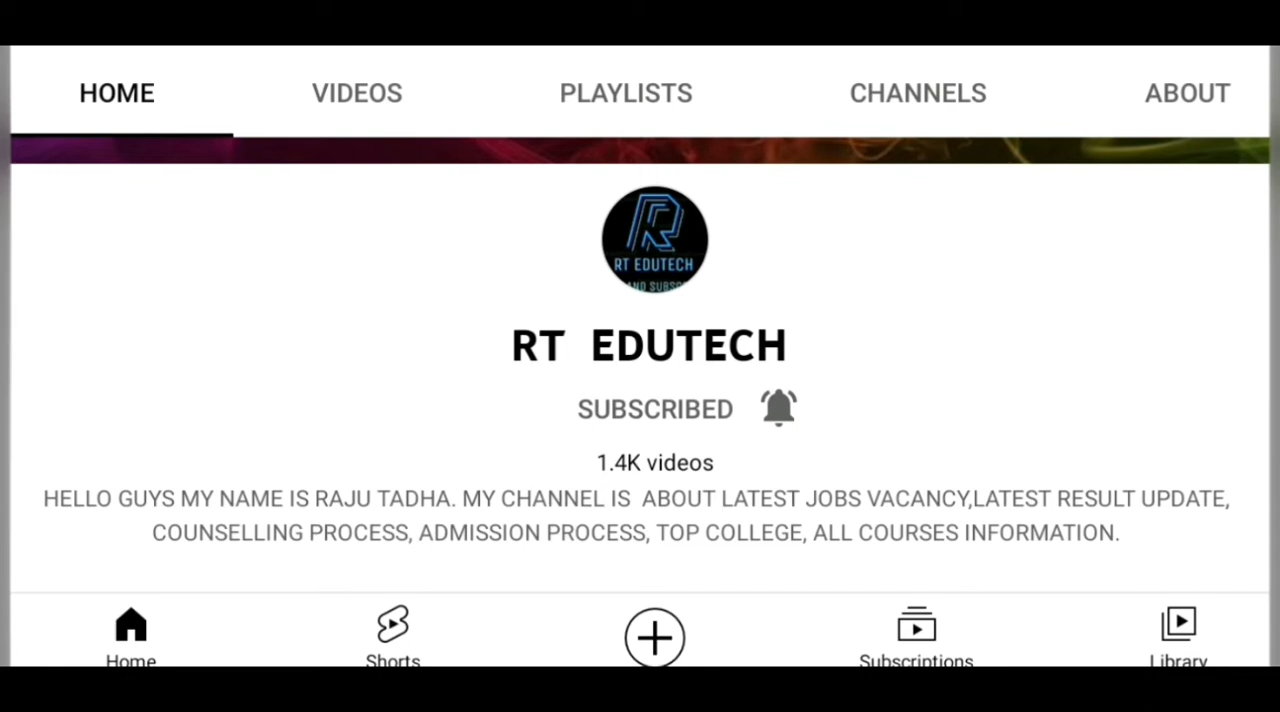 HOME VIDEOS PLAYLISTS CHANNELS ABOUT
RT EDUTECH
AND SUBSC
RT EDUTECH
SUBSCRIBED
1.4K videos
HELLO GUYS MY NAME IS RAJU TADHA. MY CHANNEL IS ABOUT LATEST JOBS VACANCY,LATEST RESULT UPDATE,
COUNSELLING PROCESS, ADMISSION PROCESS, TOP COLLEGE, ALL COURSES INFORMATION.
Home Shorts Subscriptions Library